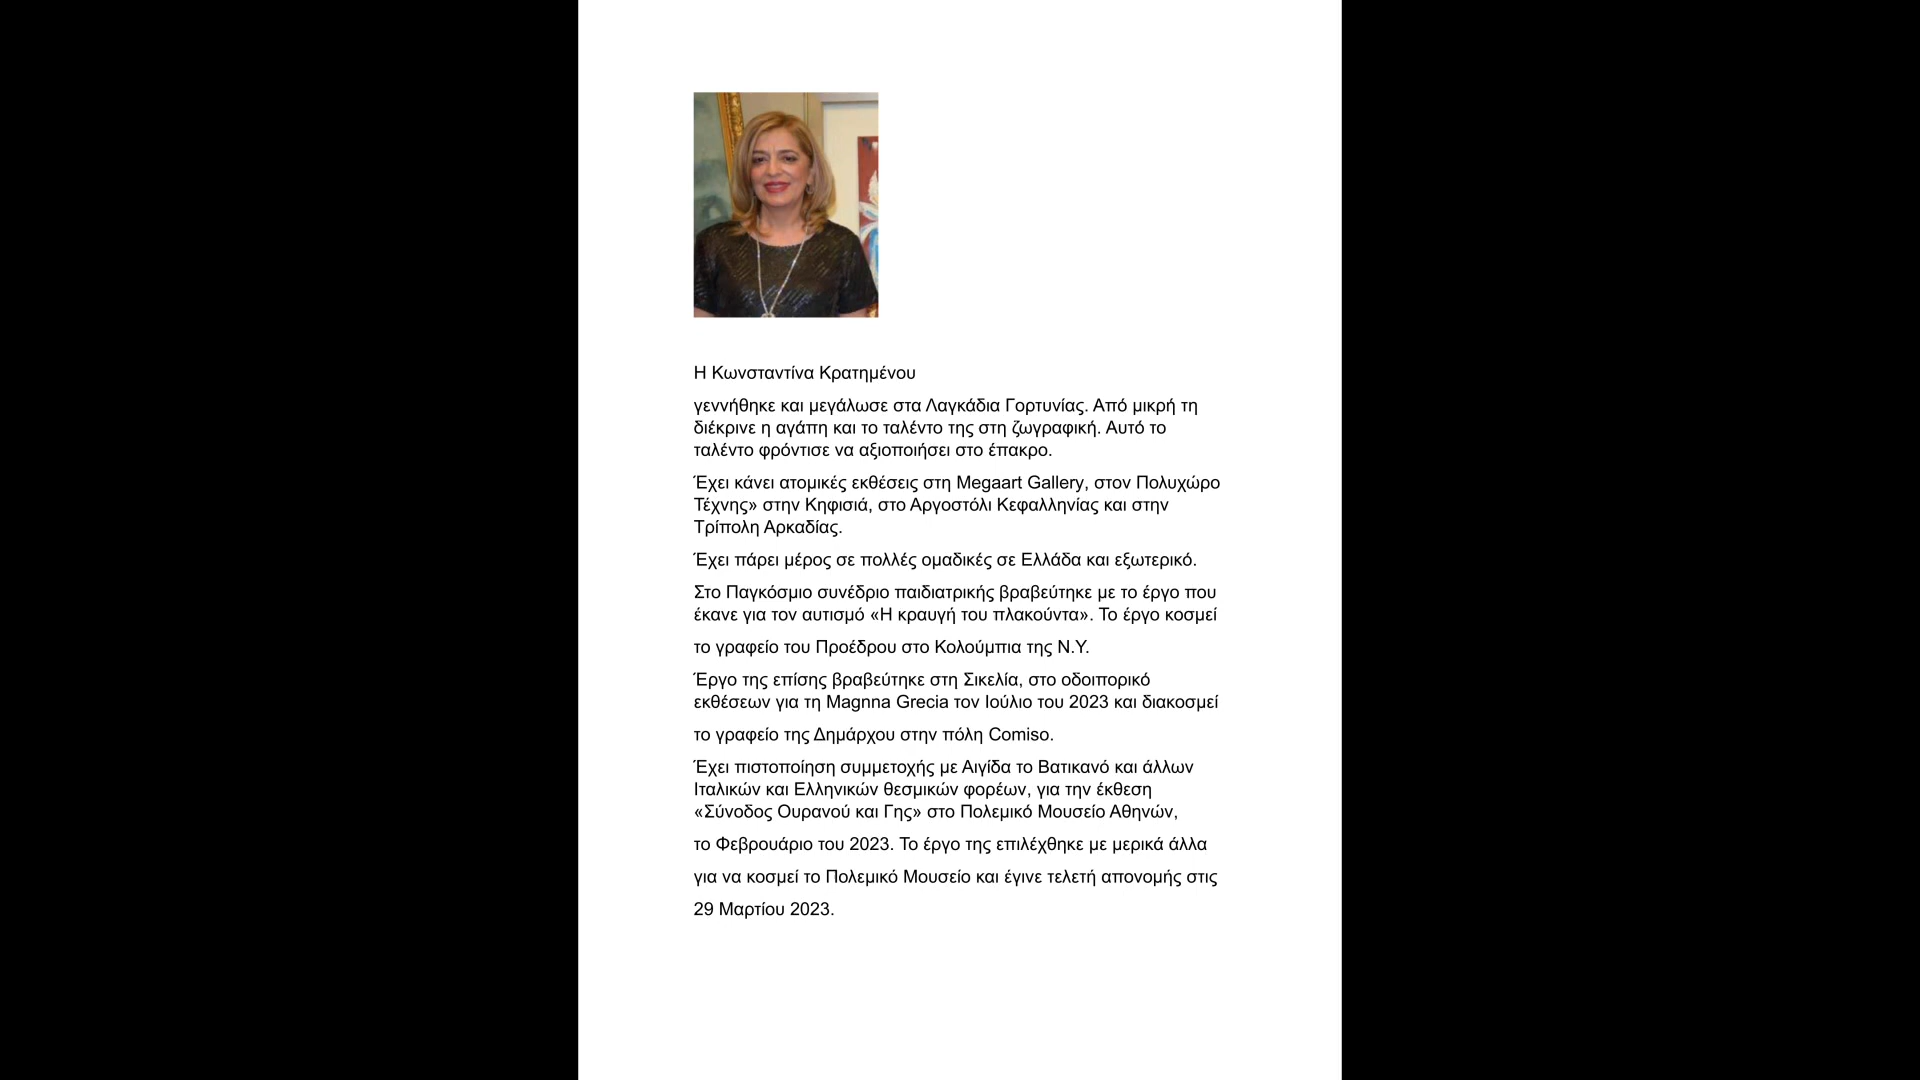 Η Κωνσταντίνα Κρατημένου
γεννήθηκε και μεγάλωσε στα Λαγκάδια Γορτυνίας. Από μικρή τη
διέκρινε η αγάπη και το ταλέντο της στη ζωγραφική. Αυτό το
ταλέντο φρόντισε να αξιοποιήσει στο έπακρο.
Έχει κάνει ατομικές εκθέσεις στη Megaart Gallery, στον Πολυχώρο
Τέχνης» στην Κηφισιά, στο Αργοστόλι Κεφαλληνίας και στην
Τρίπολη Αρκαδίας.
Έχει πάρει μέρος σε πολλές ομαδικές σε Ελλάδα και εξωτερικό.
Στο Παγκόσμιο συνέδριο παιδιατρικής βραβεύτηκε με το έργο που
έκανε για τον αυτισμό «Η κραυγή του πλακούντα». Το έργο κοσμεί
το γραφείο του Προέδρου στο Κολούμπια της Ν.Υ.
Έργο της επίσης βραβεύτηκε στη Σικελία, στο οδοιπορικό
εκθέσεων για τη Magnna Grecia τον Ιούλιο του 2023 και διακοσμεί
το γραφείο της Δημάρχου στην πόλη Comiso.
Έχει πιστοποίηση συμμετοχής με Αιγίδα το Βατικανό και άλλων
Ιταλικών και Ελληνικών θεσμικών φορέων, για την έκθεση
«Σύνοδος Ουρανού και Γης» στο Πολεμικό Μουσείο Αθηνών,
το Φεβρουάριο του 2023. Το έργο της επιλέχθηκε με μερικά άλλα
για να κοσμεί το Πολεμικό Μουσείο και έγινε τελετή απονομής στις
29 Μαρτίου 2023.